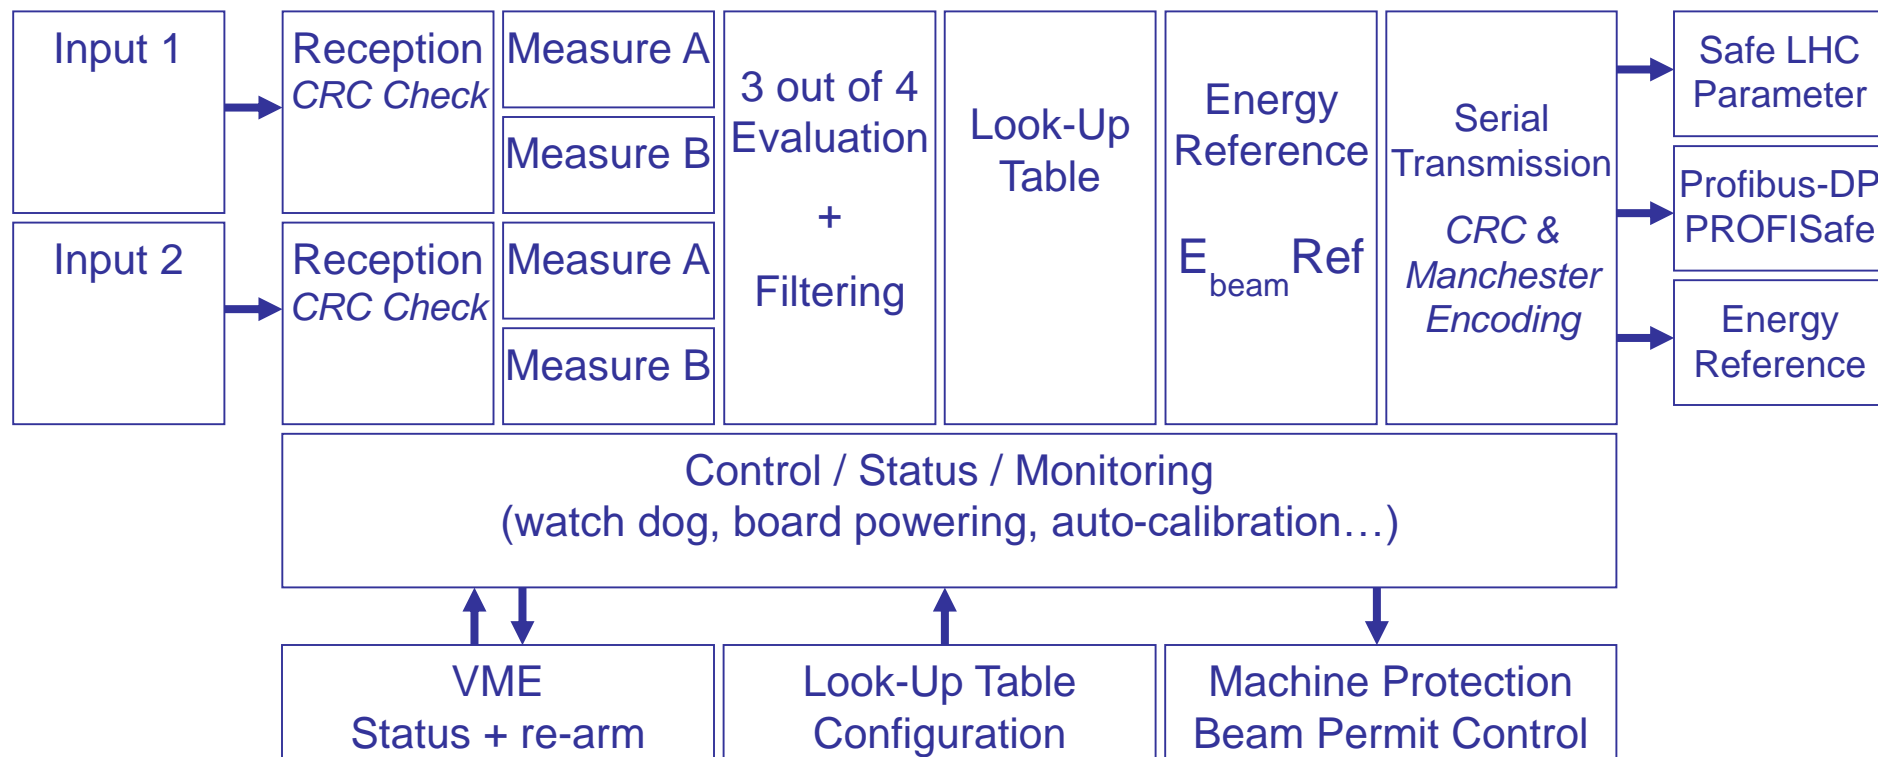 Input 1
Reception
CRC Check
Measure A
Measure B
Input 2
Reception
CRC Check
Measure A
Measure B
3 out of 4
Evaluation
+
Filtering
Look-Up
Table
Energy
Reference
EbeamRef
Serial
Transmission
CRC &
Manchester
Encoding
Safe LHC
Parameter
Profibus-DP
PROFISafe
Energy
Reference
Control / Status / Monitoring
(watch dog, board powering, auto-calibration…)
VME
Status + re-arm
Look-Up Table
Configuration
Machine Protection
Beam Permit Control